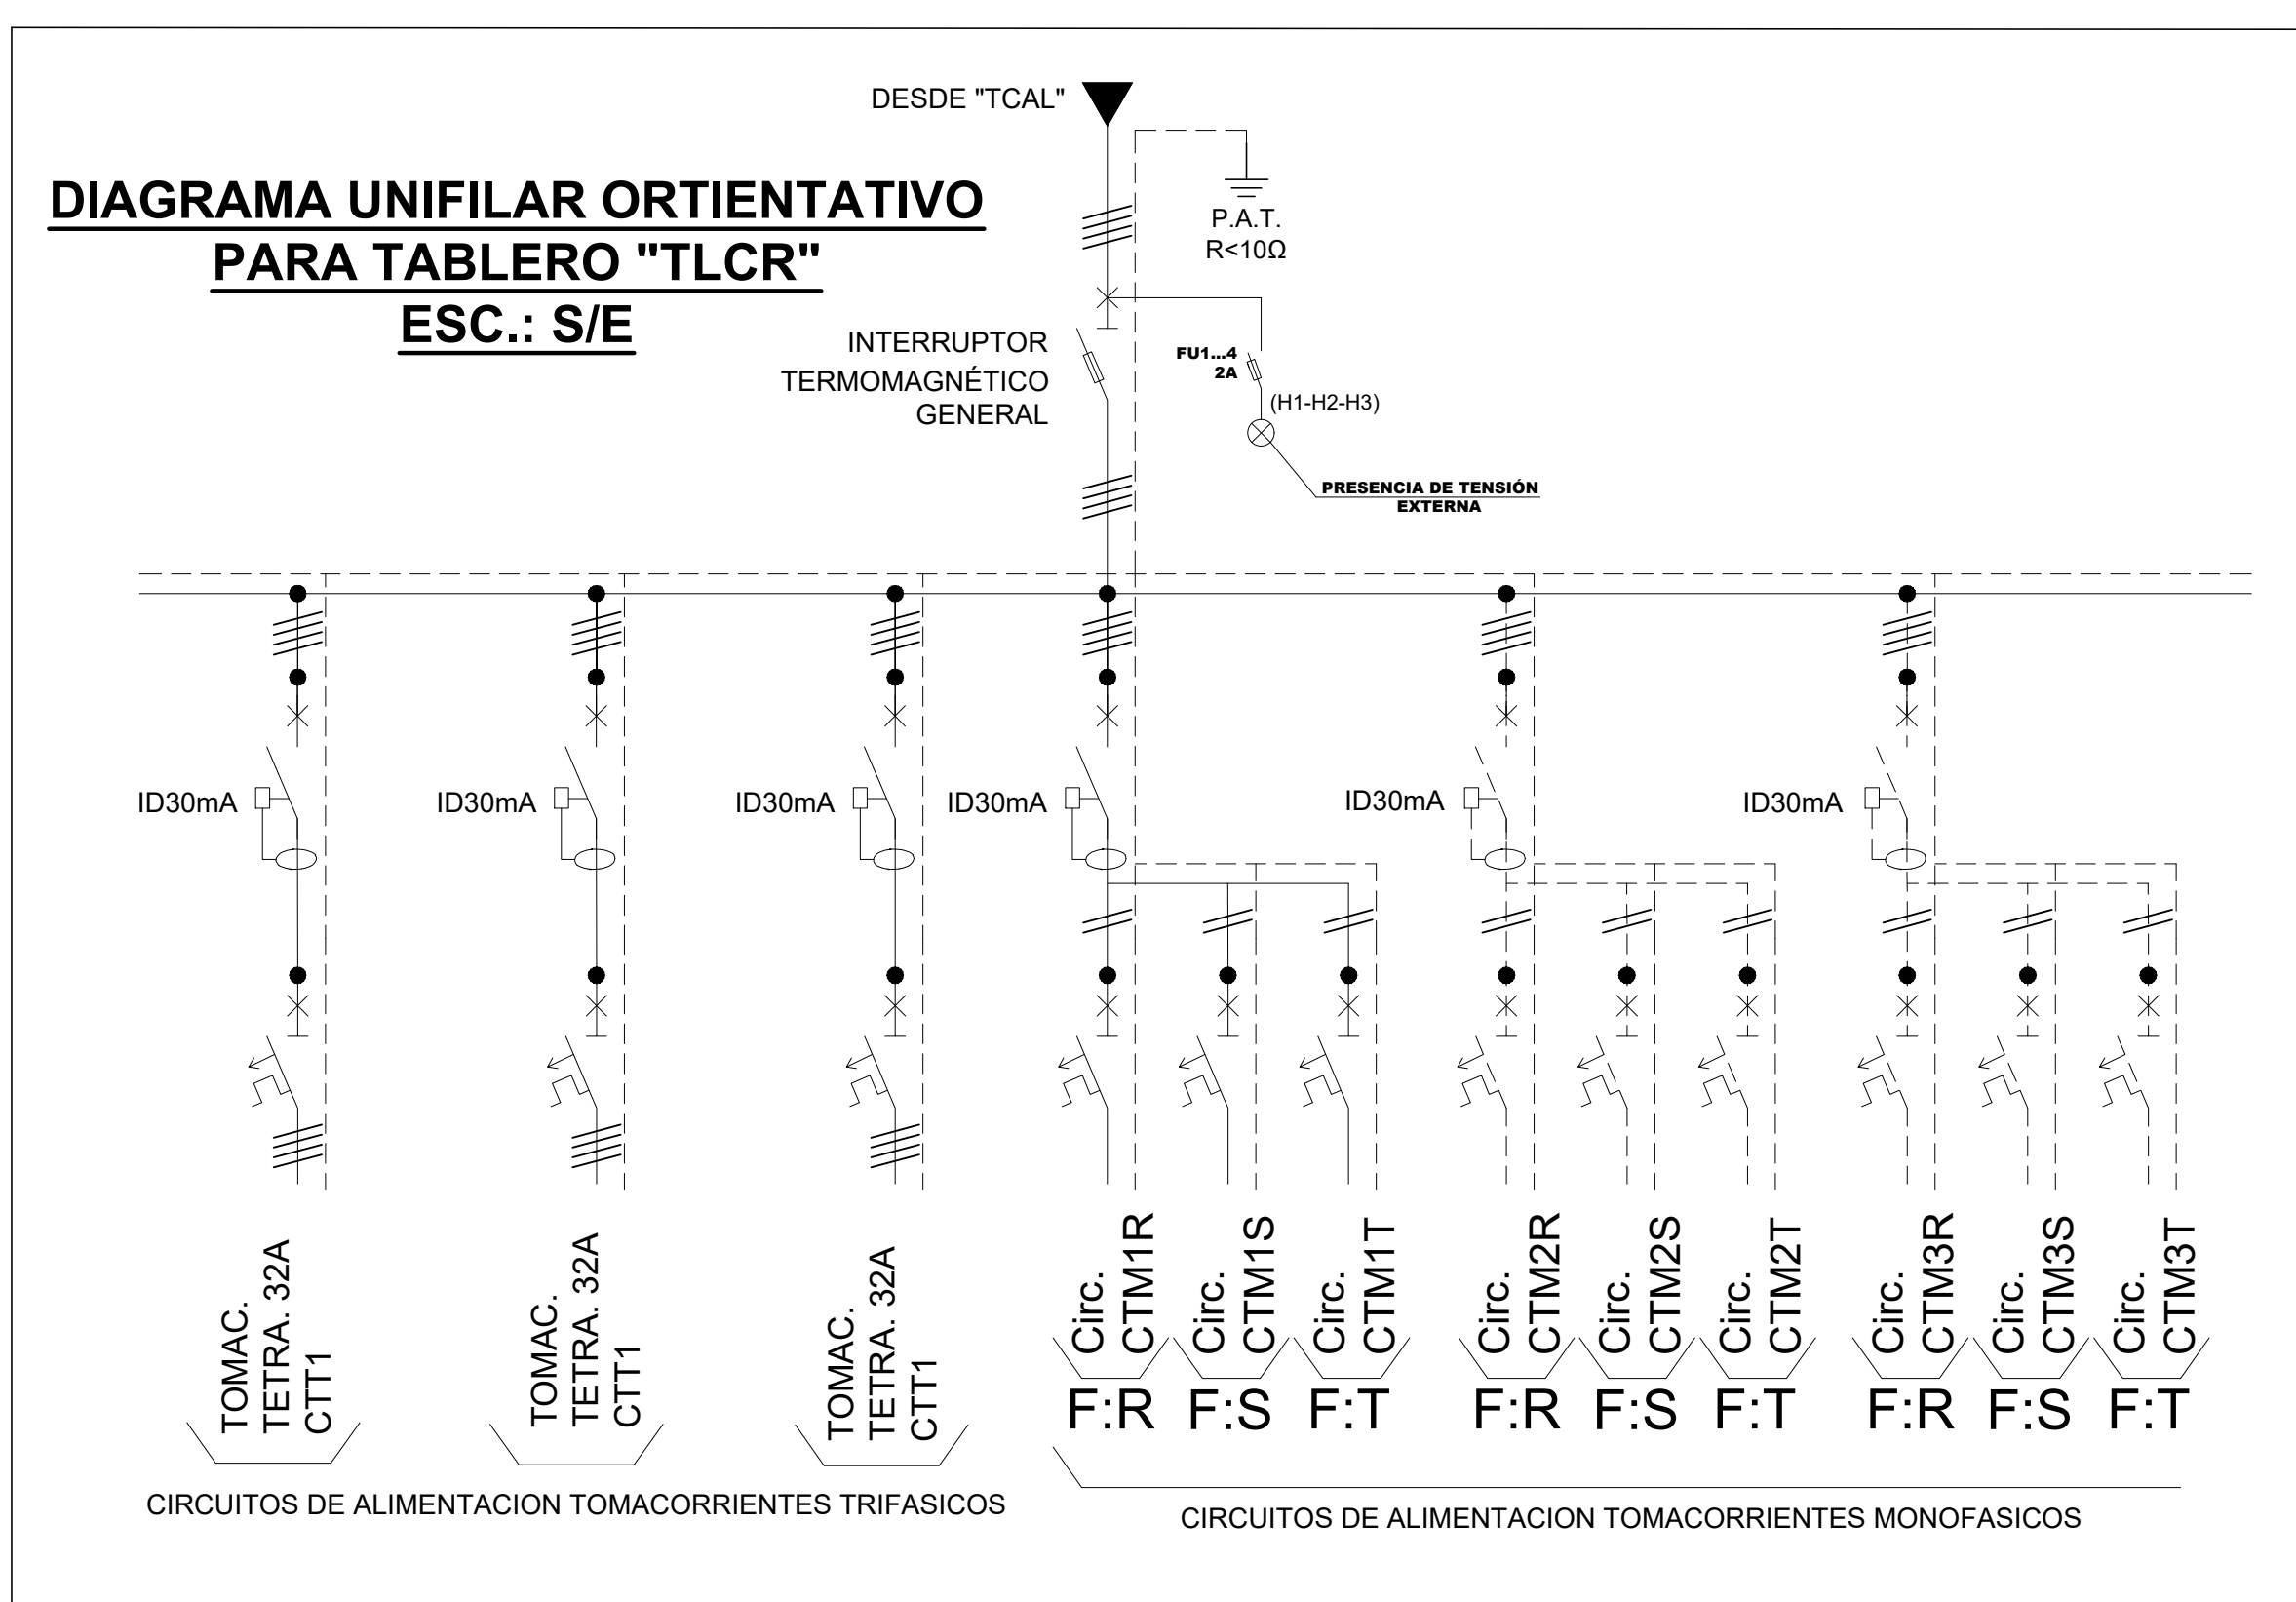 DESDE "TCAL"
DIAGRAMA UNIFILAR ORTIENTATIVO
PARA TABLERO "TLCR"
ESC.: S/E
P.A.T.
R<10Ω
INTERRUPTOR
TERMOMAGNÉTICO
GENERAL
FU1...4
2A
(H1-H2-H3)
PRESENCIA DE TENSIÓN
EXTERNA
ID30mA
ID30mA
ID30mA
ID30mA
ID30mA
ID30mA
TOMAC.
TETRA. 32A
CTT1
TOMAC.
TETRA. 32A
CTT1
TOMAC.
TETRA. 32A
CTT1
Circ.
CTM1R
Circ.
CTM1S
Circ.
CTM1T
Circ.
CTM2R
Circ.
CTM2S
Circ.
CTM2T
Circ.
CTM3R
Circ.
CTM3S
Circ.
CTM3T
F:R
F:S
F:T
F:R
F:S
F:T
F:R
F:S
F:T
CIRCUITOS DE ALIMENTACION TOMACORRIENTES TRIFASICOS
CIRCUITOS DE ALIMENTACION TOMACORRIENTES MONOFASICOS